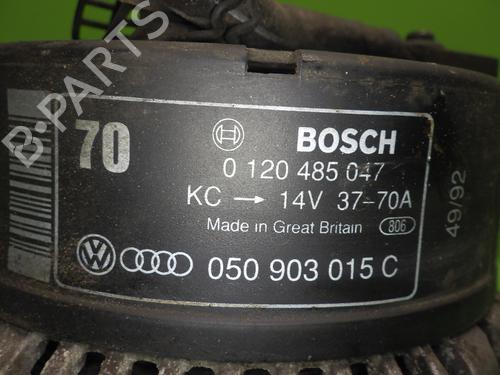 70
BOSCH
0 120 485 047
KC → 14V 37-70A
Made in Great Britain 806
050 903 015 C
49/92
B-PARTS